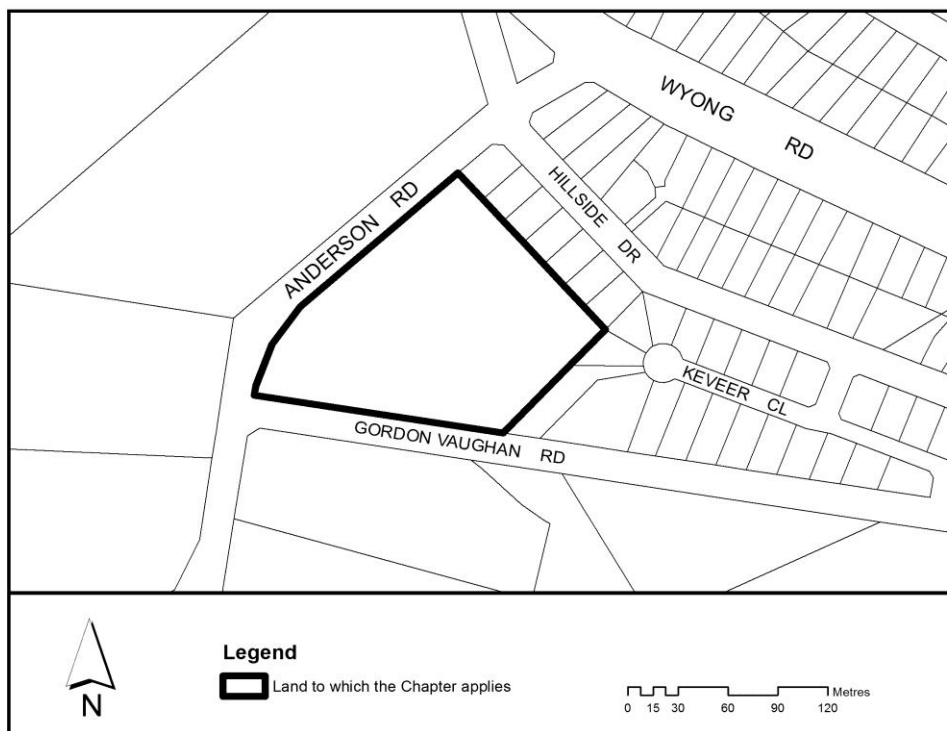 WYONG RD
HILLSIDE DR
ANDERSON RD
KEVEER CL
GORDON VAUGHAN RD
N
Legend
Land to which the Chapter applies
Metres
0 15 30 60 90 120